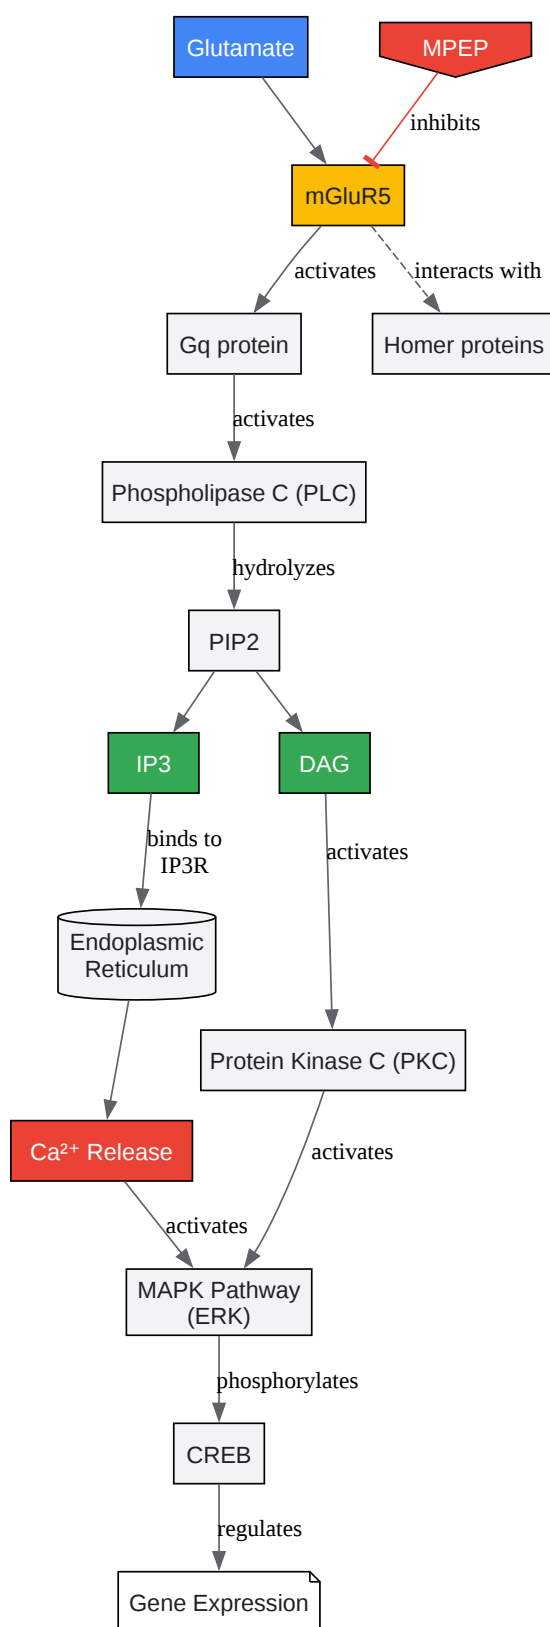 Glutamate
MPEP
inhibits
mGluR5
activates
interacts with
Gq protein
Homer proteins
activates
Phospholipase C (PLC)
hydrolyzes
PIP2
IP3
DAG
binds to
IP3R
activates
Endoplasmic
Reticulum
Protein Kinase C (PKC)
Ca²⁺ Release
activates
activates
MAPK Pathway
(ERK)
phosphorylates
CREB
regulates
Gene Expression